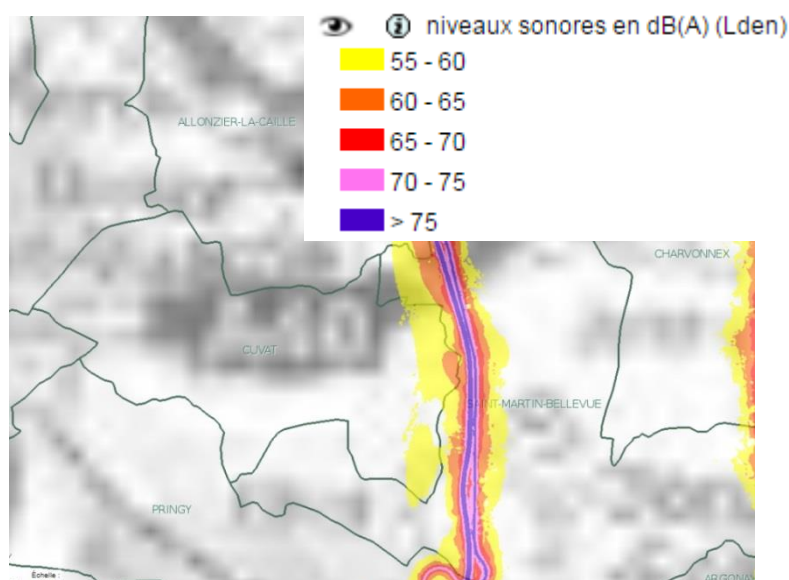 niveaux sonores en dB(A) (Lden)
55 - 60
60 - 65
65 - 70
70 - 75
> 75
ALLONZIER-LA-CAILLE
CHARVONNEX
CUVAT
SAINT-MARTIN-BELLEVUE
PRINGY
Échelle :